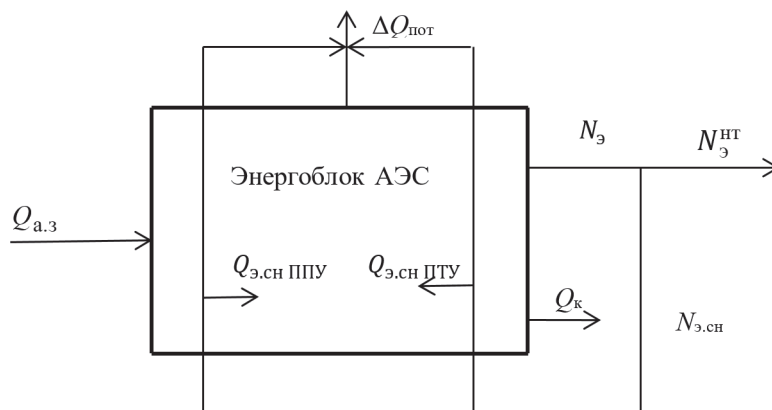 ΔQпот
Nэ
Nэнт
Энергоблок АЭС
Qа.з
Qэ.сн ППУ
Qэ.сн ПТУ
Qк
Nэ.сн